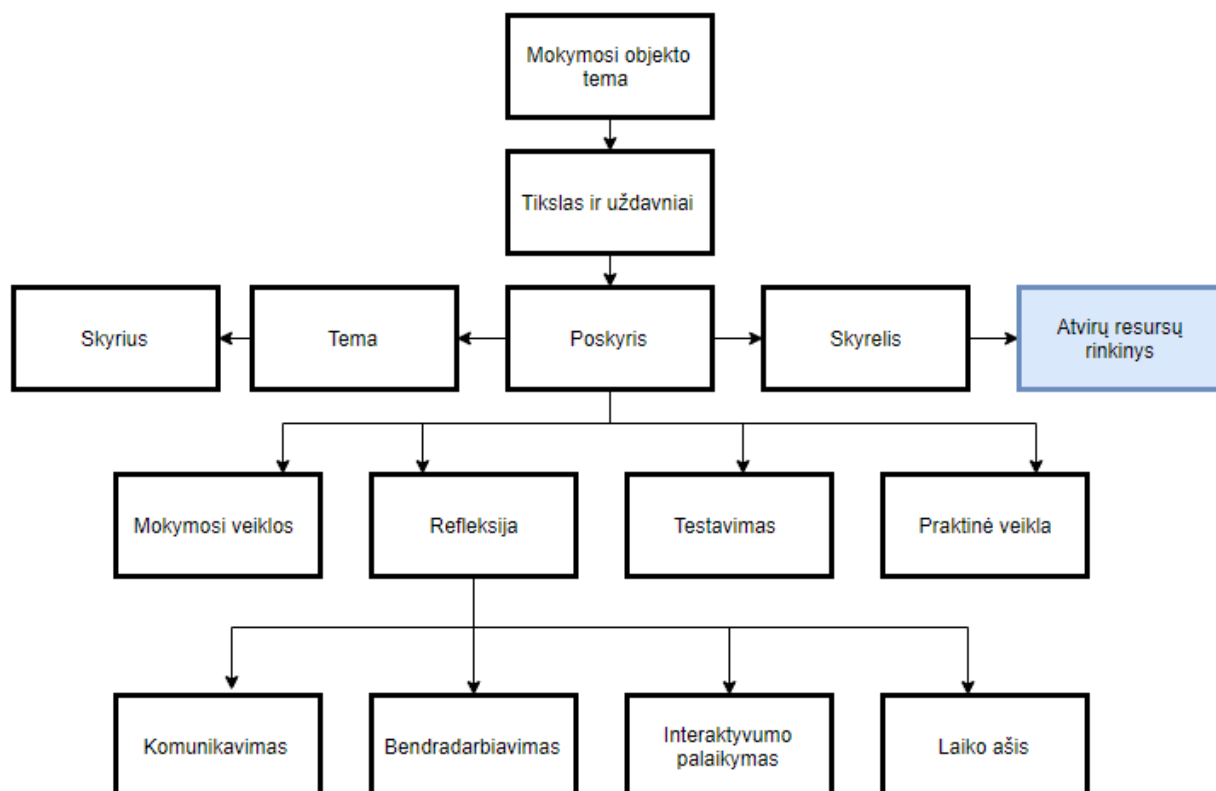 Mokymosi objekto
tema
Tikslas ir uždavniai
Skyrius
Tema
Poskyris
Skyrelis
Atvirų resursų
rinkinys
Mokymosi veiklos
Refleksija
Testavimas
Praktinė veikla
Komunikavimas
Bendradarbiavimas
Interaktyvumo
palaikymas
Laiko ašis